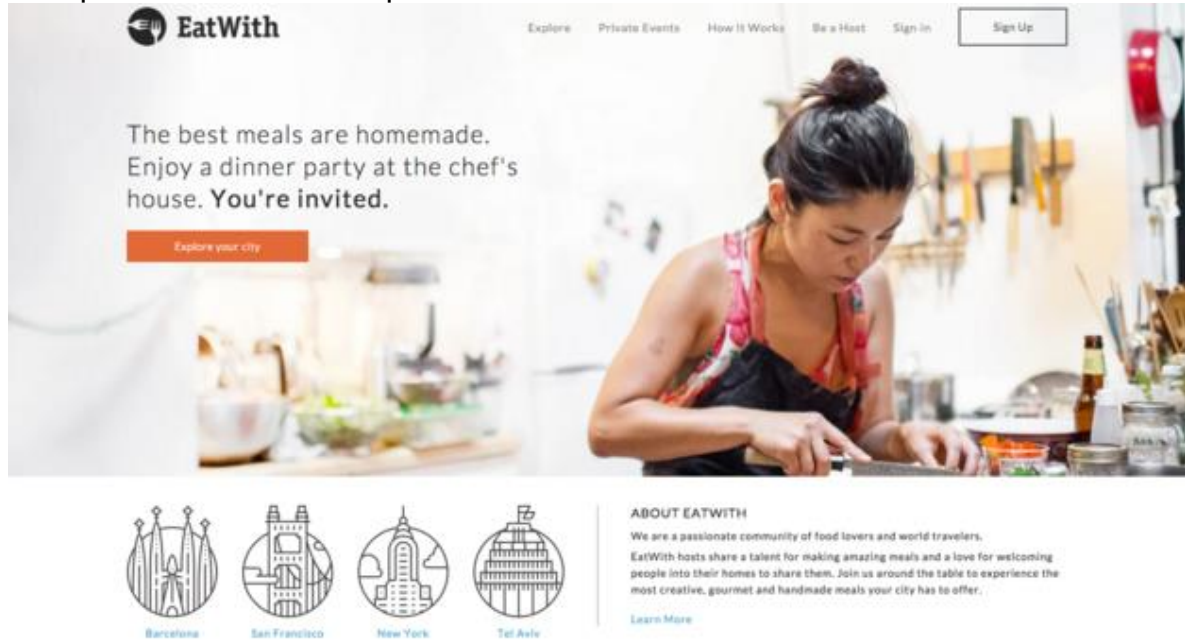 EatWith
Explore Private Events How It Works Be a Host Sign in Sign Up
The best meals are homemade.
Enjoy a dinner party at the chef's
house. You're invited.
Explore your city
ABOUT EATWITH
We are a passionate community of food lovers and world travelers.
EatWith hosts share a talent for making amazing meals and a love for welcoming
people into their homes to share them. Join us around the table to experience the
most creative, gourmet and handmade meals your city has to offer.
Learn More
Barcelona San Francisco New York Tel Aviv